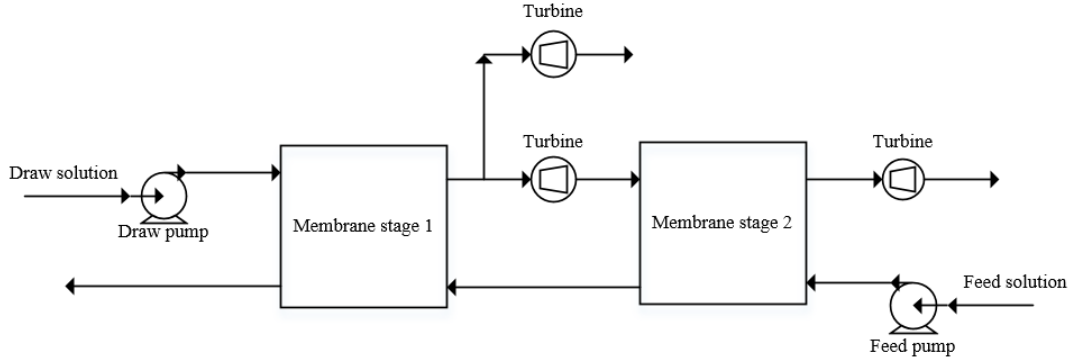 Turbine
Turbine
Turbine
Draw solution
Membrane stage 1
Membrane stage 2
Draw pump
Feed solution
Feed pump